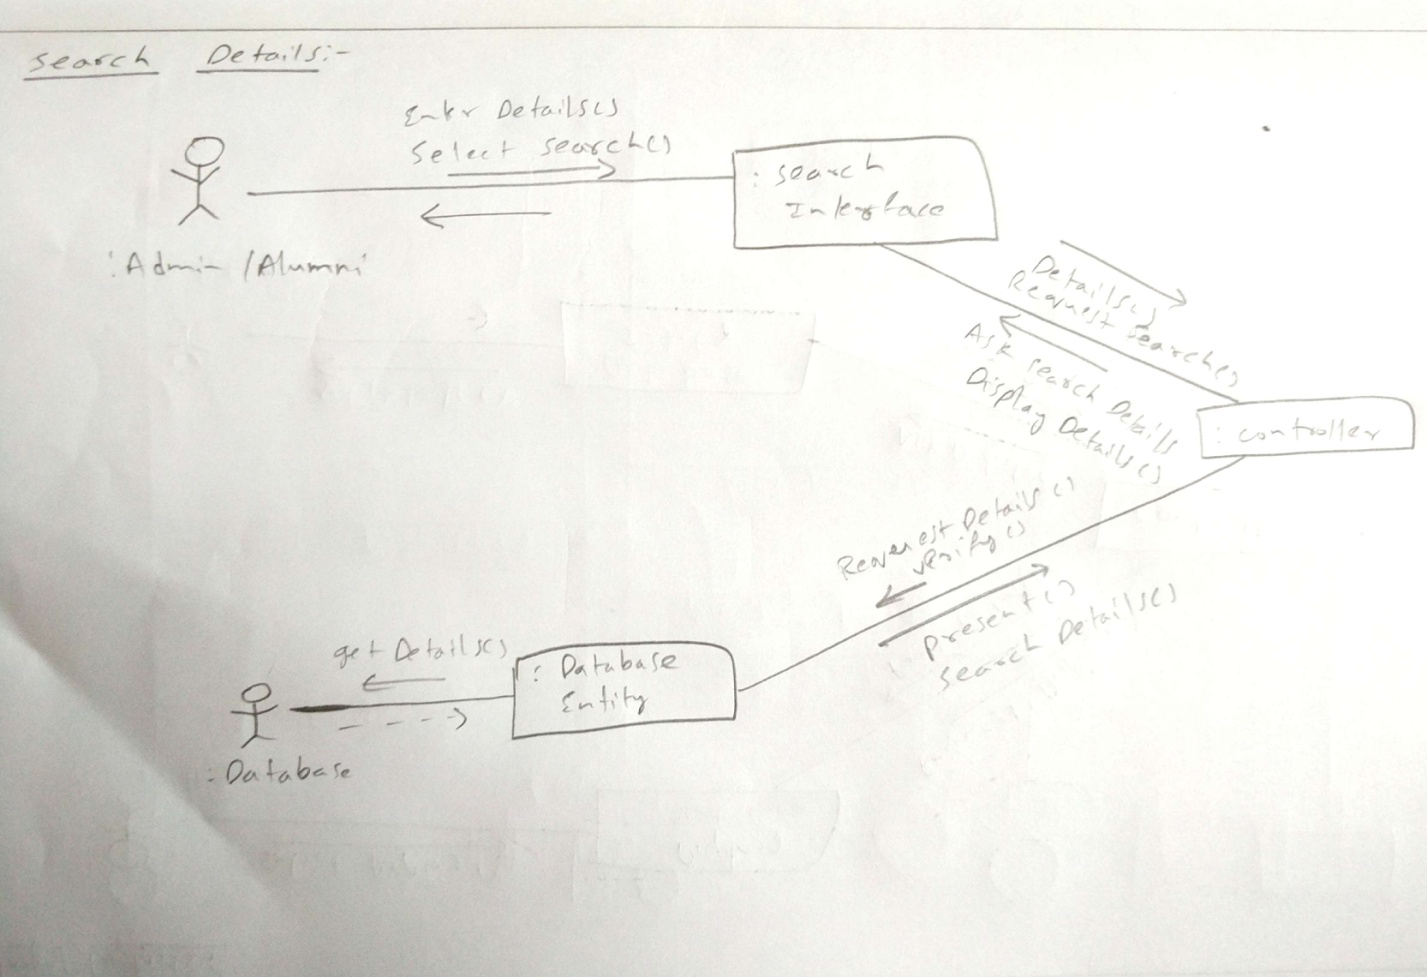 Search Details:-
Enter Details()
Select search()
: Search
Interface
: Admin / Alumni
Details()
Request Search()
Ask search Details
Display Details()
: controller
Request Details()
verify()
present()
Search Details()
get Details()
: Database
Entity
: Database